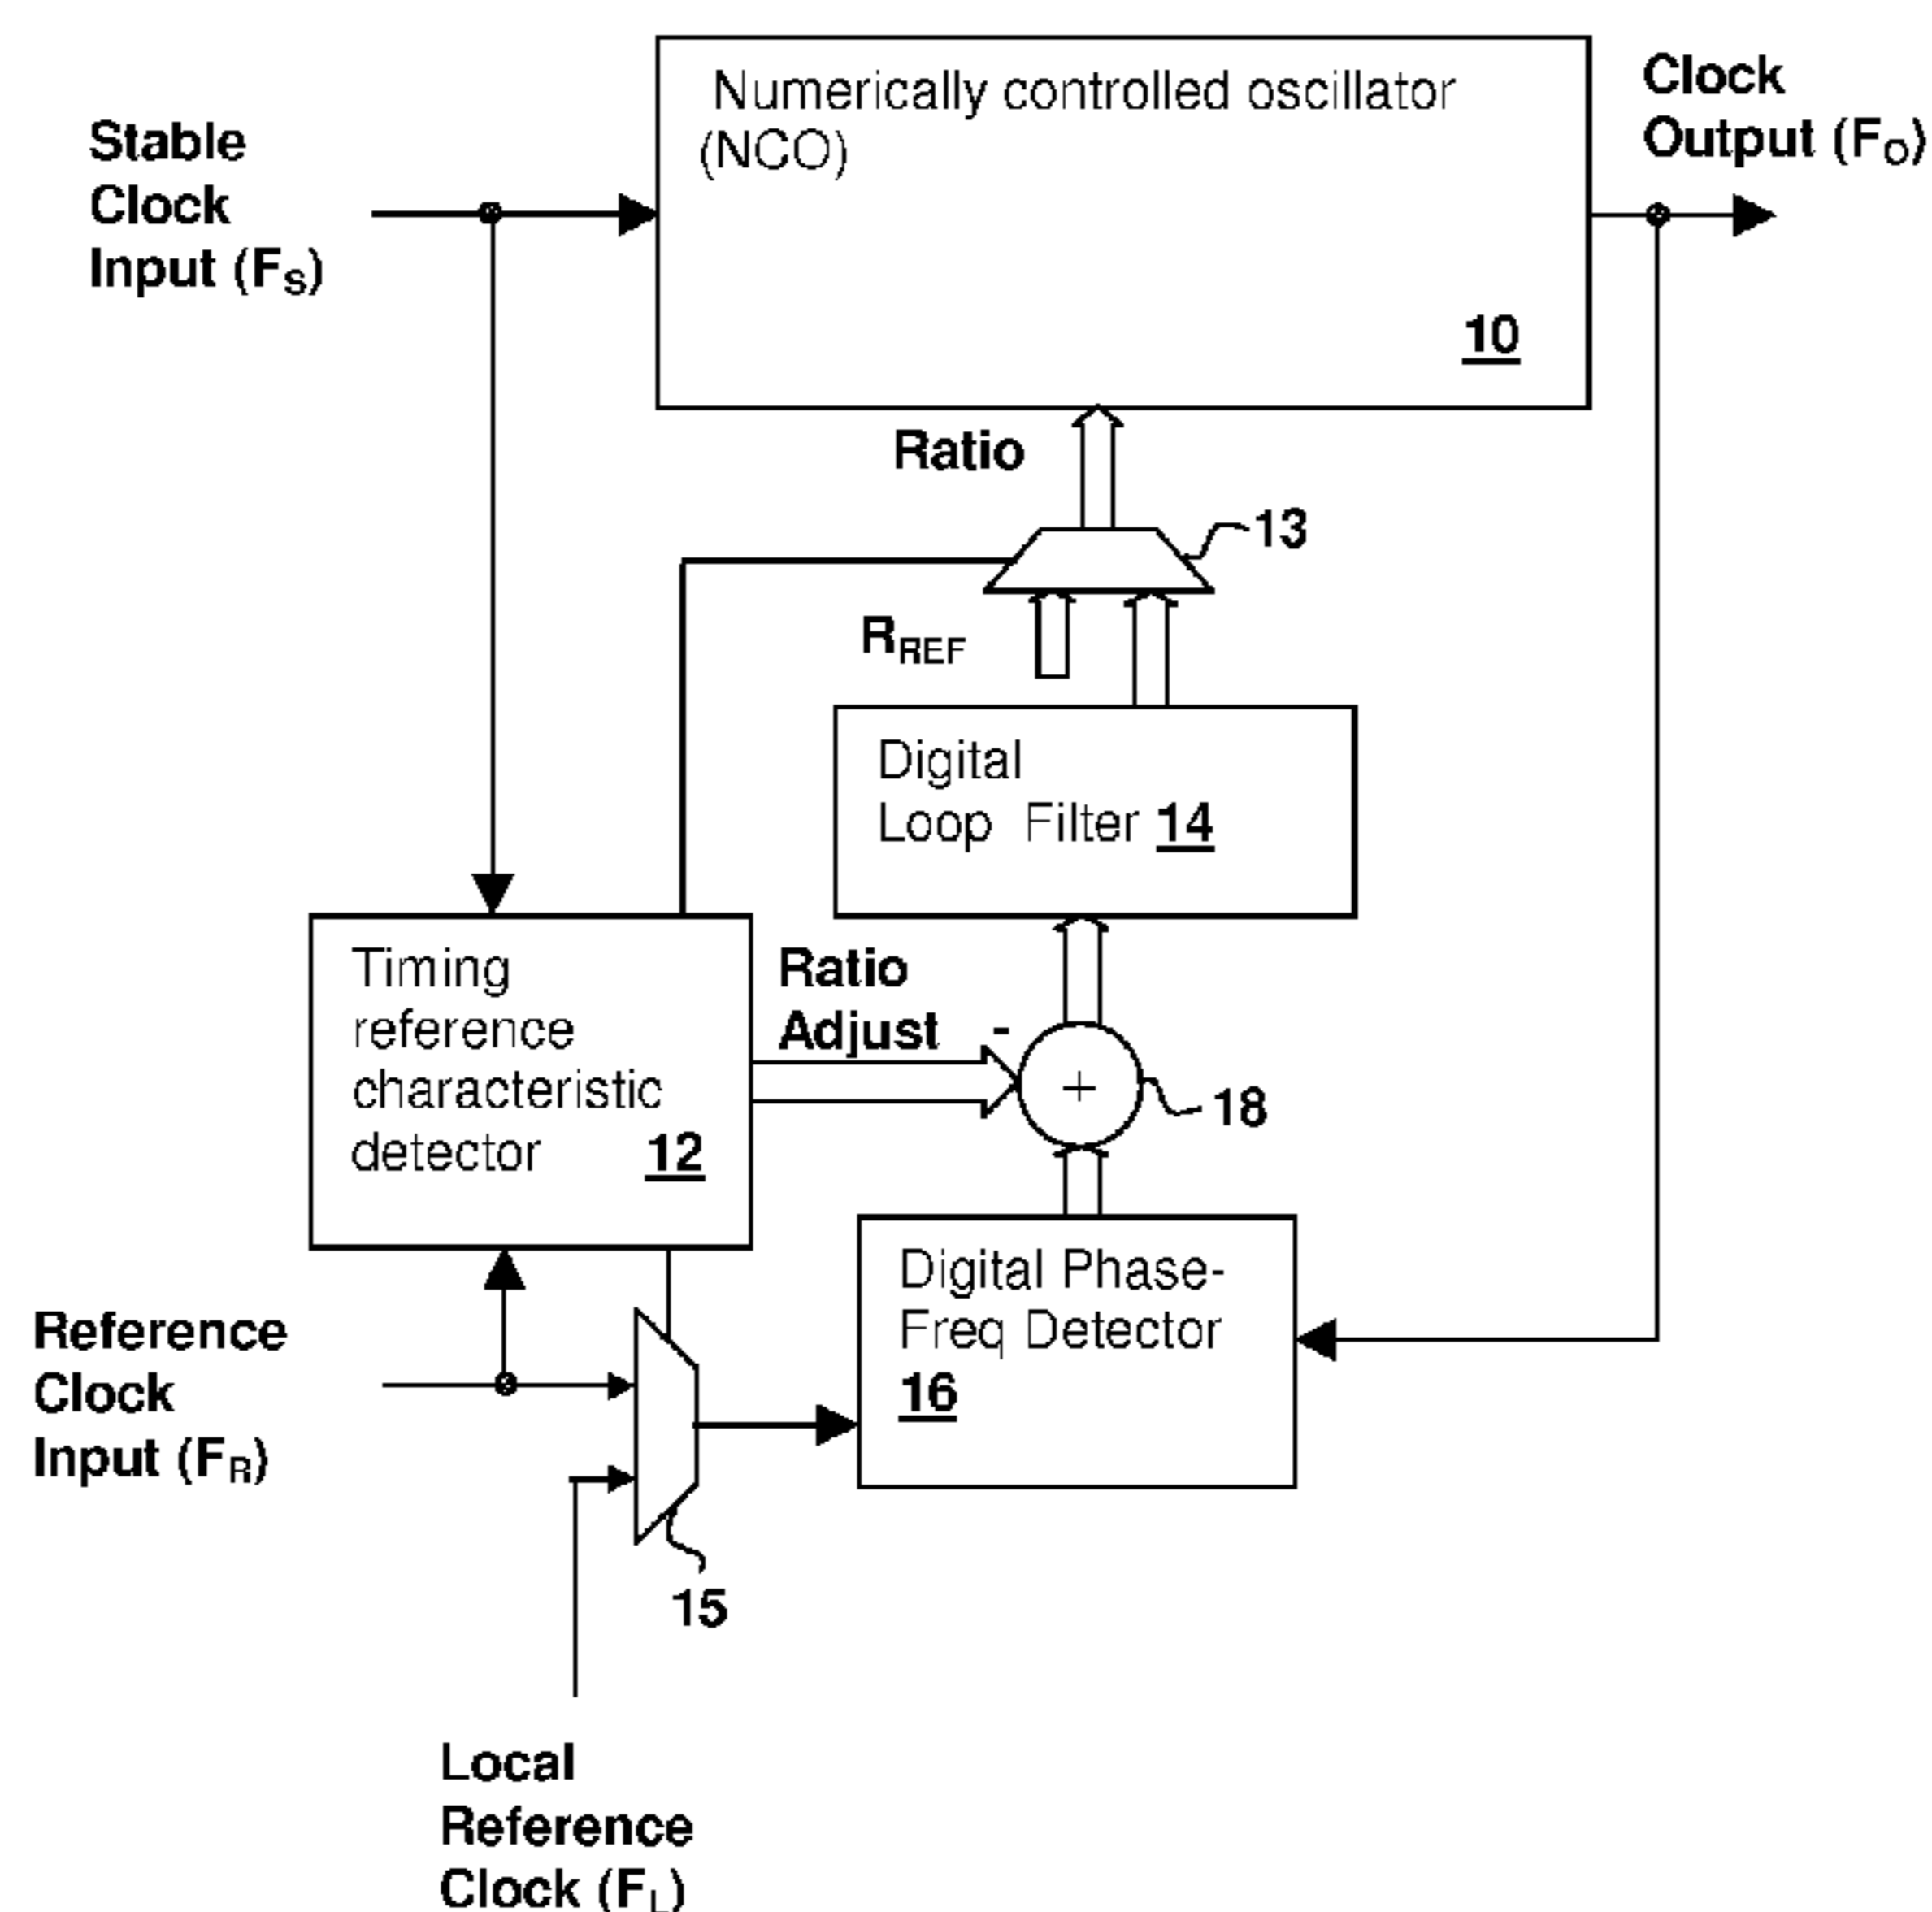 Numerically controlled oscillator
(NCO)
10
Clock
Output (FO)
Stable
Clock
Input (FS)
Ratio
13
RREF
Digital
Loop Filter 14
Timing
reference
characteristic
detector 12
Ratio
Adjust -
+
18
Digital Phase-
Freq Detector
16
Reference
Clock
Input (FR)
15
Local
Reference
Clock (FL)